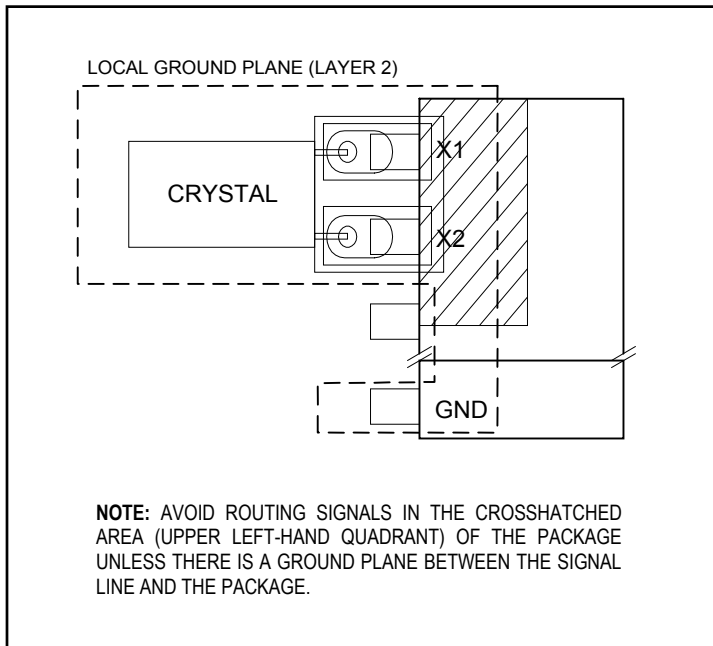 LOCAL GROUND PLANE (LAYER 2)
X1
CRYSTAL
X2
GND
NOTE: AVOID ROUTING SIGNALS IN THE CROSSHATCHED
AREA (UPPER LEFT-HAND QUADRANT) OF THE PACKAGE
UNLESS THERE IS A GROUND PLANE BETWEEN THE SIGNAL
LINE AND THE PACKAGE.